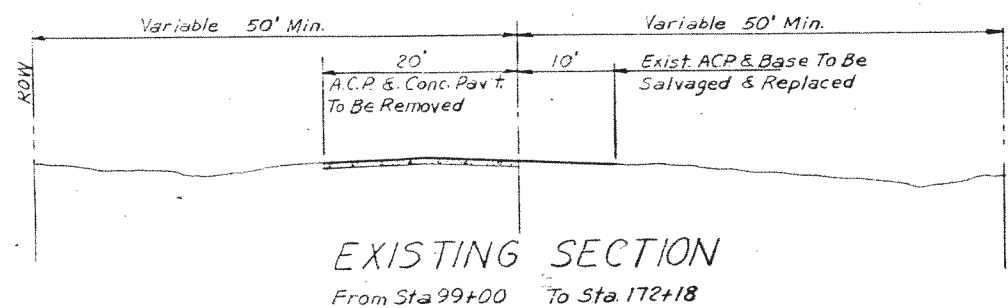 Variable 50' Min.
Variable 50' Min.
ROW
20'
10'
Exist. ACP & Base To Be
Salvaged & Replaced
A.C.P. & Conc. Pav't.
To Be Removed
EXISTING SECTION
From Sta 99+00 To Sta. 172+18